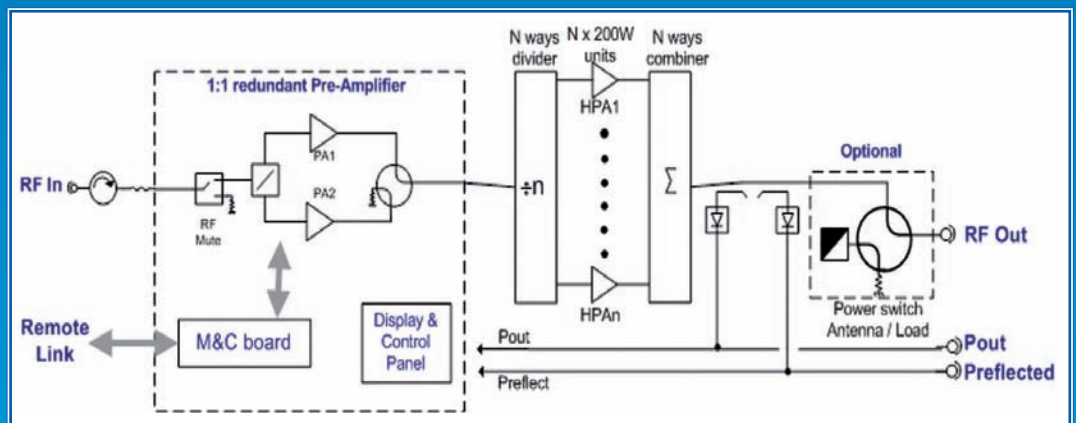 N ways
divider
N x 200W
units
N ways
combiner
1:1 redundant Pre-Amplifier
HPA1
PA1
Optional
RF In
÷n
Σ
PA2
RF
Mute
RF Out
HPAn
Power switch
Antenna / Load
Remote
Link
M&C board
Display &
Control
Panel
Pout
Pout
Preflect
Preflected